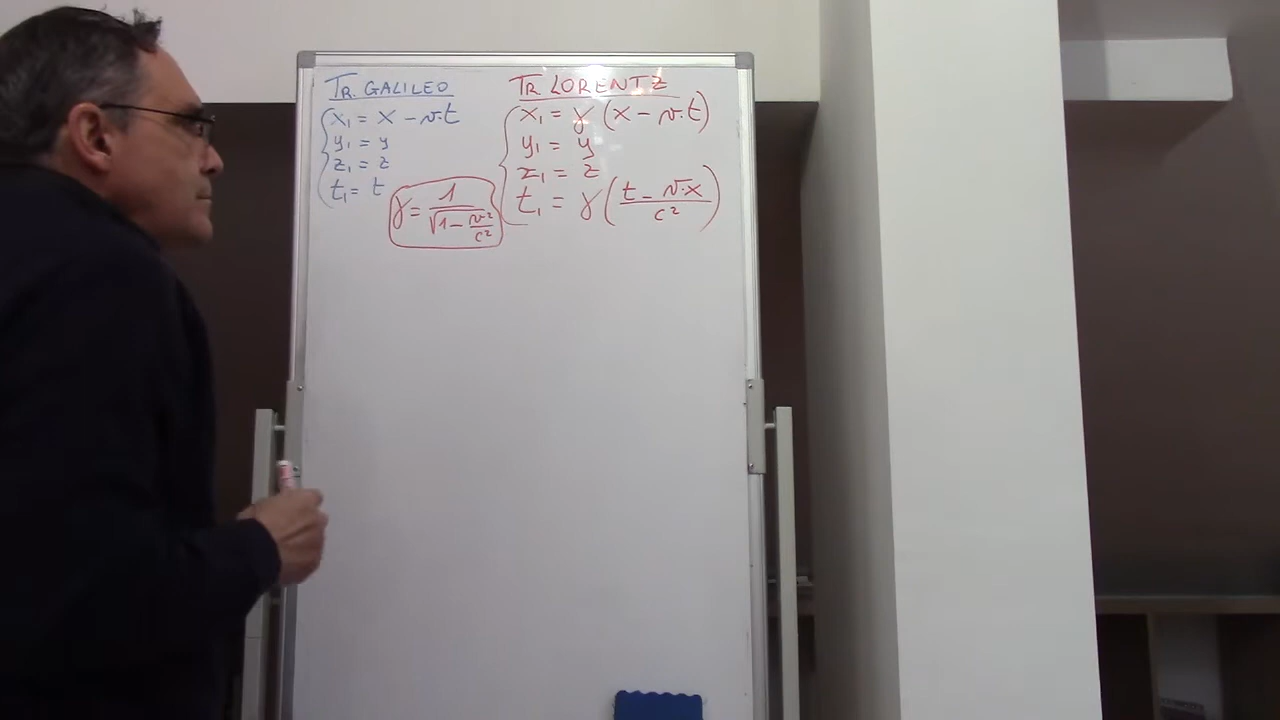 TR. GALILEO
x₁ = x − v·t
y₁ = y
z₁ = z
t₁ = t
γ = 1 / √(1 − v²/c²)
TR LORENTZ
x₁ = γ (x − v·t)
y₁ = y
z₁ = z
t₁ = γ ((t − v·x) / c²)